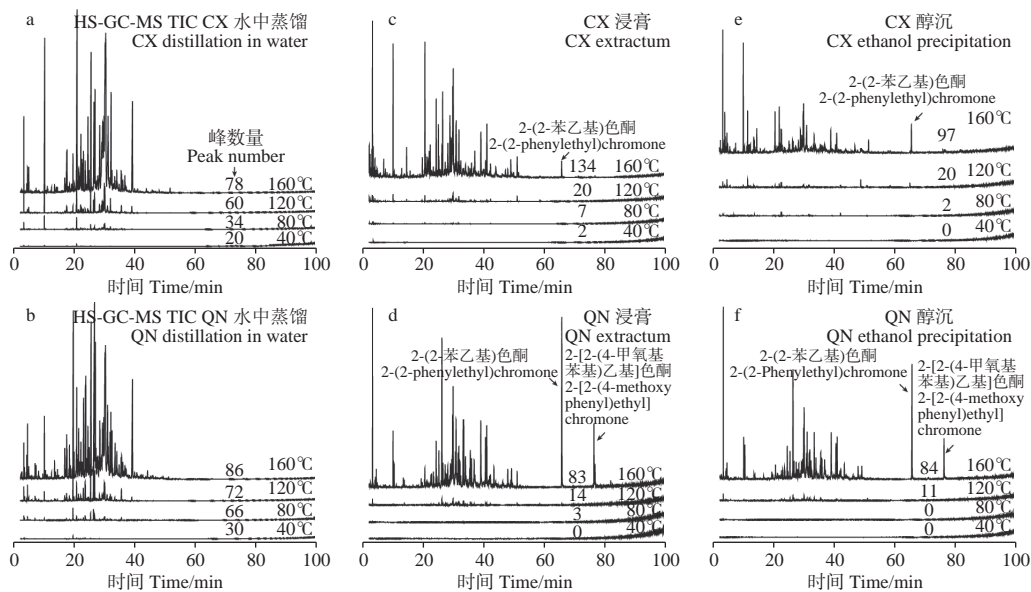 a
HS-GC-MS TIC CX 水中蒸馏
CX distillation in water
峰数量
Peak number
78 160℃
60 120℃
34 80℃
20 40℃
0 20 40 60 80 100
时间 Time/min
c
CX 浸膏
CX extractum
2-(2-苯乙基)色酮
2-(2-phenylethyl)chromone
134 160℃
20 120℃
7 80℃
2 40℃
0 20 40 60 80 100
时间 Time/min
e
CX 醇沉
CX ethanol precipitation
2-(2-苯乙基)色酮
2-(2-phenylethyl)chromone
160℃
97
20 120℃
2 80℃
0 40℃
0 20 40 60 80 100
时间 Time/min
b
HS-GC-MS TIC QN 水中蒸馏
QN distillation in water
86 160℃
72 120℃
66 80℃
30 40℃
0 20 40 60 80 100
时间 Time/min
d
QN 浸膏
QN extractum
2-(2-苯乙基)色酮
2-(2-phenylethyl)chromone
2-[2-(4-甲氧基
苯基)乙基]色酮
2-[2-(4-methoxy
phenyl)ethyl]
chromone
83 160℃
14 120℃
3 80℃
0 40℃
0 20 40 60 80 100
时间 Time/min
f
QN 醇沉
QN ethanol precipitation
2-(2-苯乙基)色酮
2-(2-Phenylethyl)chromone
2-[2-(4-甲氧基
苯基)乙基]色酮
2-[2-(4-methoxy
phenyl)ethyl]
chromone
84 160℃
11 120℃
0 80℃
0 40℃
0 20 40 60 80 100
时间 Time/min